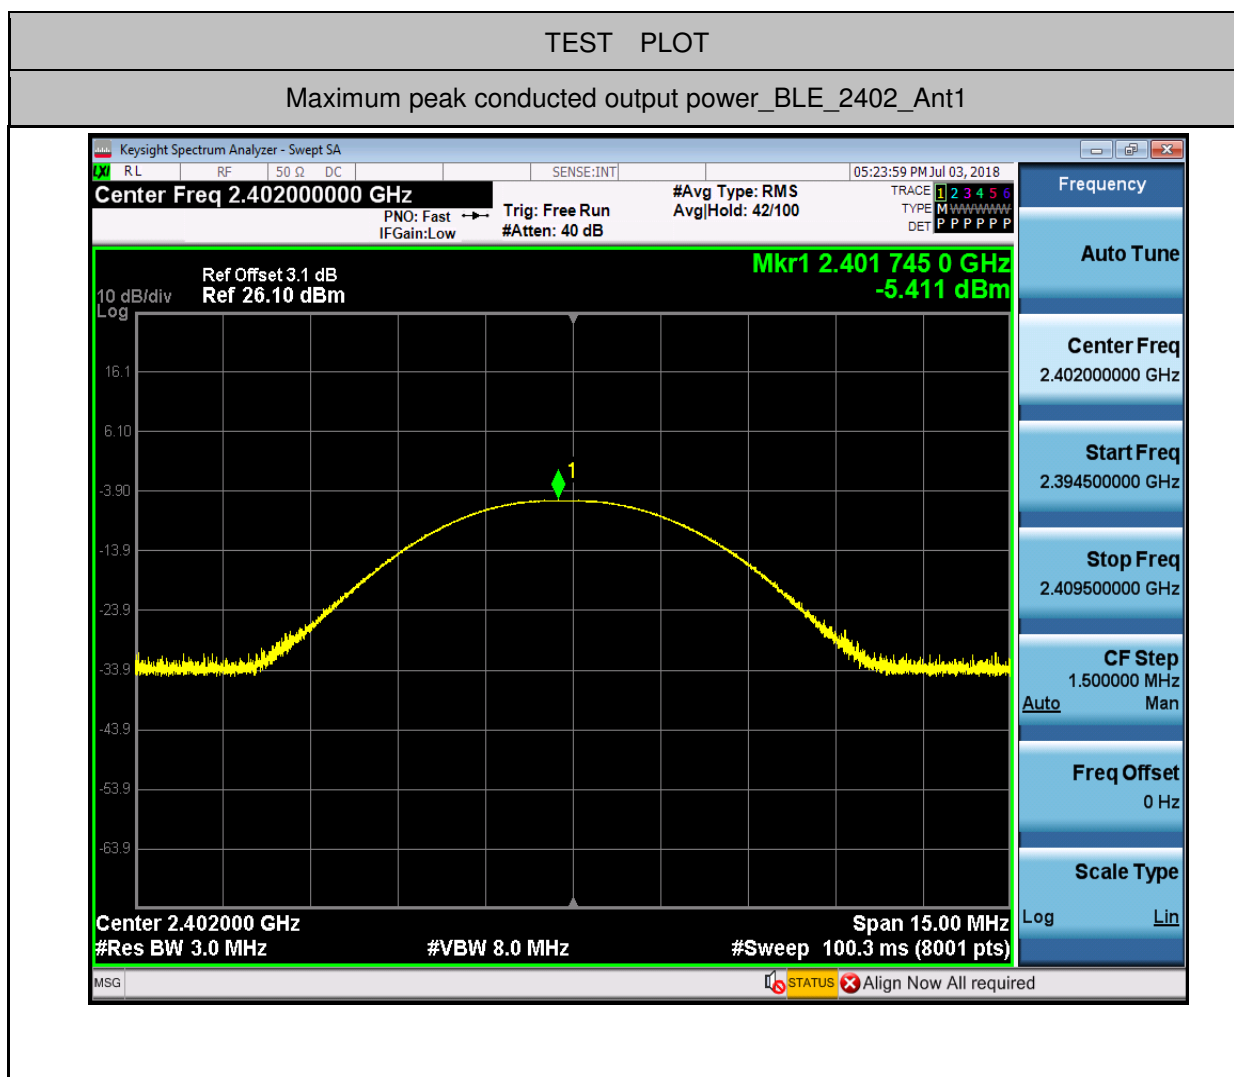 TEST PLOT
Maximum peak conducted output power_BLE_2402_Ant1
Keysight Spectrum Analyzer - Swept SA
LXI RL RF 50 Ω DC SENSE:INT 05:23:59 PM Jul 03, 2018
Center Freq 2.402000000 GHz
PNO: Fast
IFGain:Low
Trig: Free Run
#Atten: 40 dB
#Avg Type: RMS
Avg|Hold: 42/100
TRACE 1 2 3 4 5 6
TYPE M W W W W W
DET P P P P P P
Mkr1 2.401 745 0 GHz
-5.411 dBm
Ref Offset 3.1 dB
10 dB/div Ref 26.10 dBm
Log
16.1
6.10
1
-3.90
-13.9
-23.9
-33.9
-43.9
-53.9
-63.9
Center 2.402000 GHz Span 15.00 MHz
#Res BW 3.0 MHz #VBW 8.0 MHz #Sweep 100.3 ms (8001 pts)
MSG STATUS Align Now All required
Frequency
Auto Tune
Center Freq
2.402000000 GHz
Start Freq
2.394500000 GHz
Stop Freq
2.409500000 GHz
CF Step
1.500000 MHz
Auto Man
Freq Offset
0 Hz
Scale Type
Log Lin